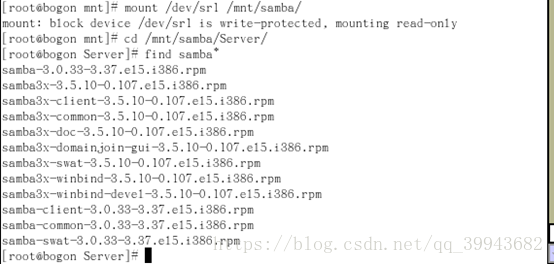 [root@bogon mnt]# mount /dev/sr1 /mnt/samba/
mount: block device /dev/sr1 is write-protected, mounting read-only
[root@bogon mnt]# cd /mnt/samba/Server/
[root@bogon Server]# find samba*
samba-3.0.33-3.37.el5.i386.rpm
samba3x-3.5.10-0.107.el5.i386.rpm
samba3x-client-3.5.10-0.107.el5.i386.rpm
samba3x-common-3.5.10-0.107.el5.i386.rpm
samba3x-doc-3.5.10-0.107.el5.i386.rpm
samba3x-domainjoin-gui-3.5.10-0.107.el5.i386.rpm
samba3x-swat-3.5.10-0.107.el5.i386.rpm
samba3x-winbind-3.5.10-0.107.el5.i386.rpm
samba3x-winbind-devel-3.5.10-0.107.el5.i386.rpm
samba-client-3.0.33-3.37.el5.i386.rpm
samba-common-3.0.33-3.37.el5.i386.rpm
samba-swat-3.0.33-3.37.el5.i386.rpm
https://blog.csdn.net/qq_39943682
[root@bogon Server]#